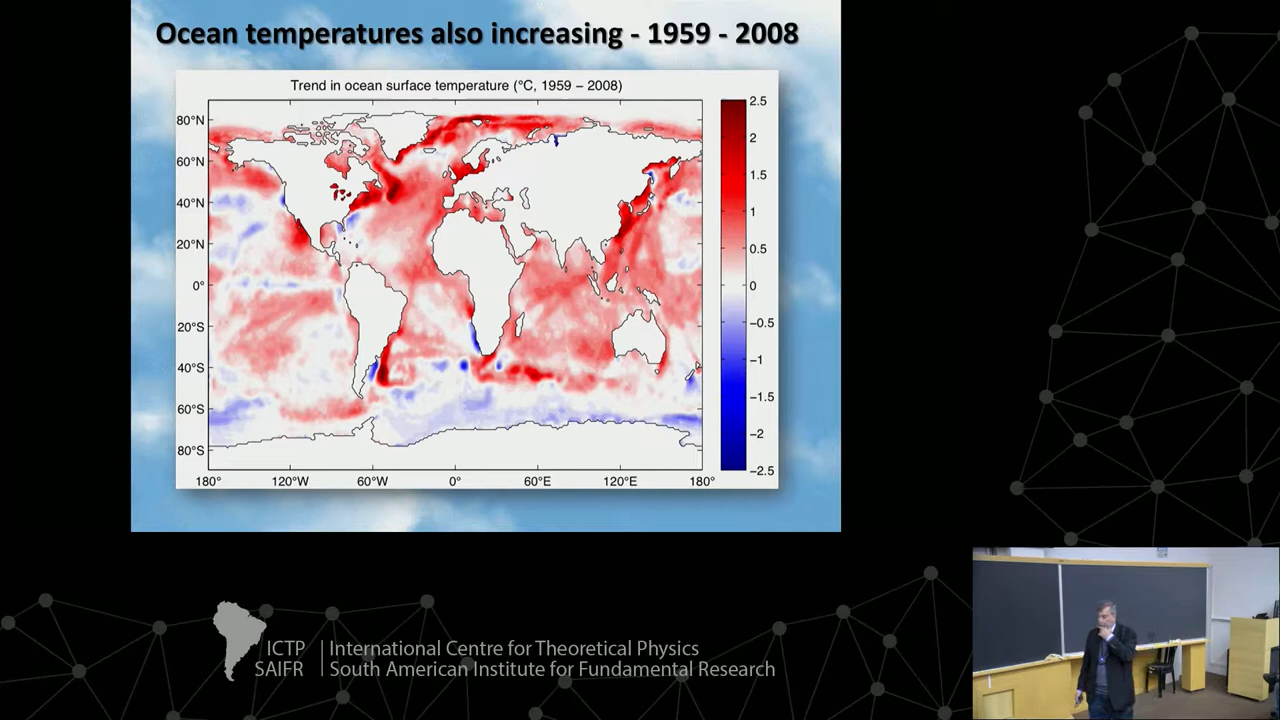 Ocean temperatures also increasing - 1959 - 2008
Trend in ocean surface temperature (°C, 1959 − 2008)
80°N
60°N
40°N
20°N
0°
20°S
40°S
60°S
80°S
180°
120°W
60°W
0°
60°E
120°E
180°
2.5
2
1.5
1
0.5
0
−0.5
−1
−1.5
−2
−2.5
ICTP
SAIFR
International Centre for Theoretical Physics
South American Institute for Fundamental Research